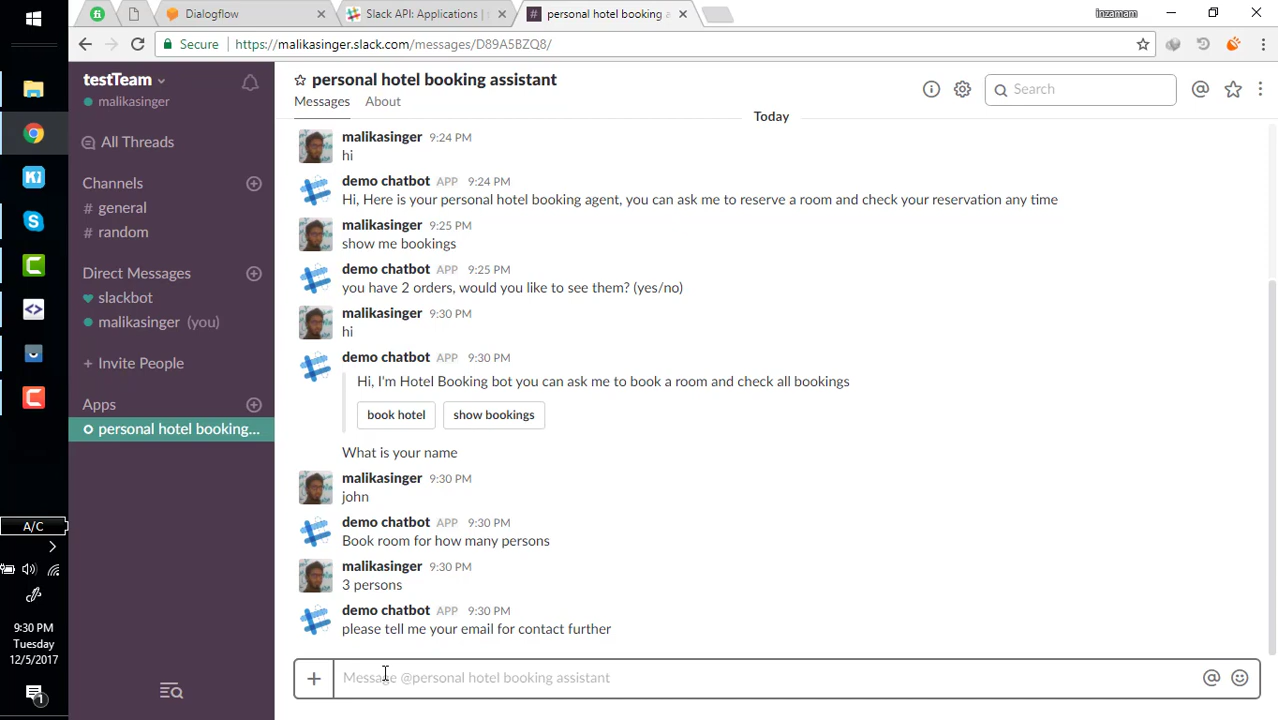 Dialogflow
Slack API: Applications
personal hotel booking a
inzamam
Secure
https://malikasinger.slack.com/messages/D89A5BZQ8/
testTeam
malikasinger
All Threads
Channels
# general
# random
Direct Messages
slackbot
malikasinger (you)
+ Invite People
Apps
personal hotel booking...
personal hotel booking assistant
Messages
About
Search
Today
malikasinger 9:24 PM
hi
demo chatbot APP 9:24 PM
Hi, Here is your personal hotel booking agent, you can ask me to reserve a room and check your reservation any time
malikasinger 9:25 PM
show me bookings
demo chatbot APP 9:25 PM
you have 2 orders, would you like to see them? (yes/no)
malikasinger 9:30 PM
hi
demo chatbot APP 9:30 PM
Hi, I'm Hotel Booking bot you can ask me to book a room and check all bookings
book hotel
show bookings
What is your name
malikasinger 9:30 PM
john
demo chatbot APP 9:30 PM
Book room for how many persons
malikasinger 9:30 PM
3 persons
demo chatbot APP 9:30 PM
please tell me your email for contact further
Message @personal hotel booking assistant
A/C
9:30 PM
Tuesday
12/5/2017
1